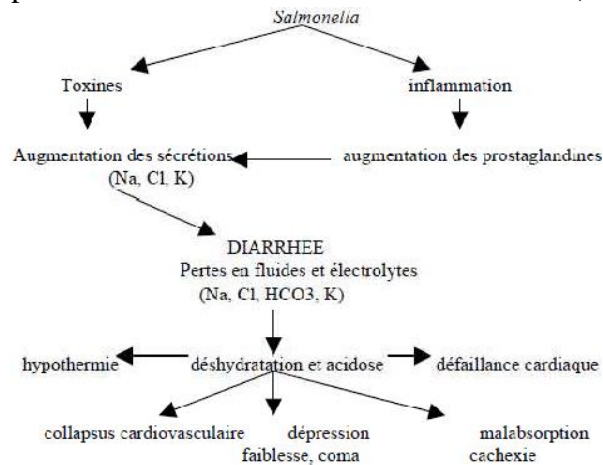 Salmonella
Toxines inflammation
Augmentation des sécrétions augmentation des prostaglandines
(Na, Cl, K)
DIARRHEE
Pertes en fluides et électrolytes
(Na, Cl, HCO3, K)
hypothermie déshydratation et acidose défaillance cardiaque
collapsus cardiovasculaire dépression malabsorption
faiblesse, coma cachexie